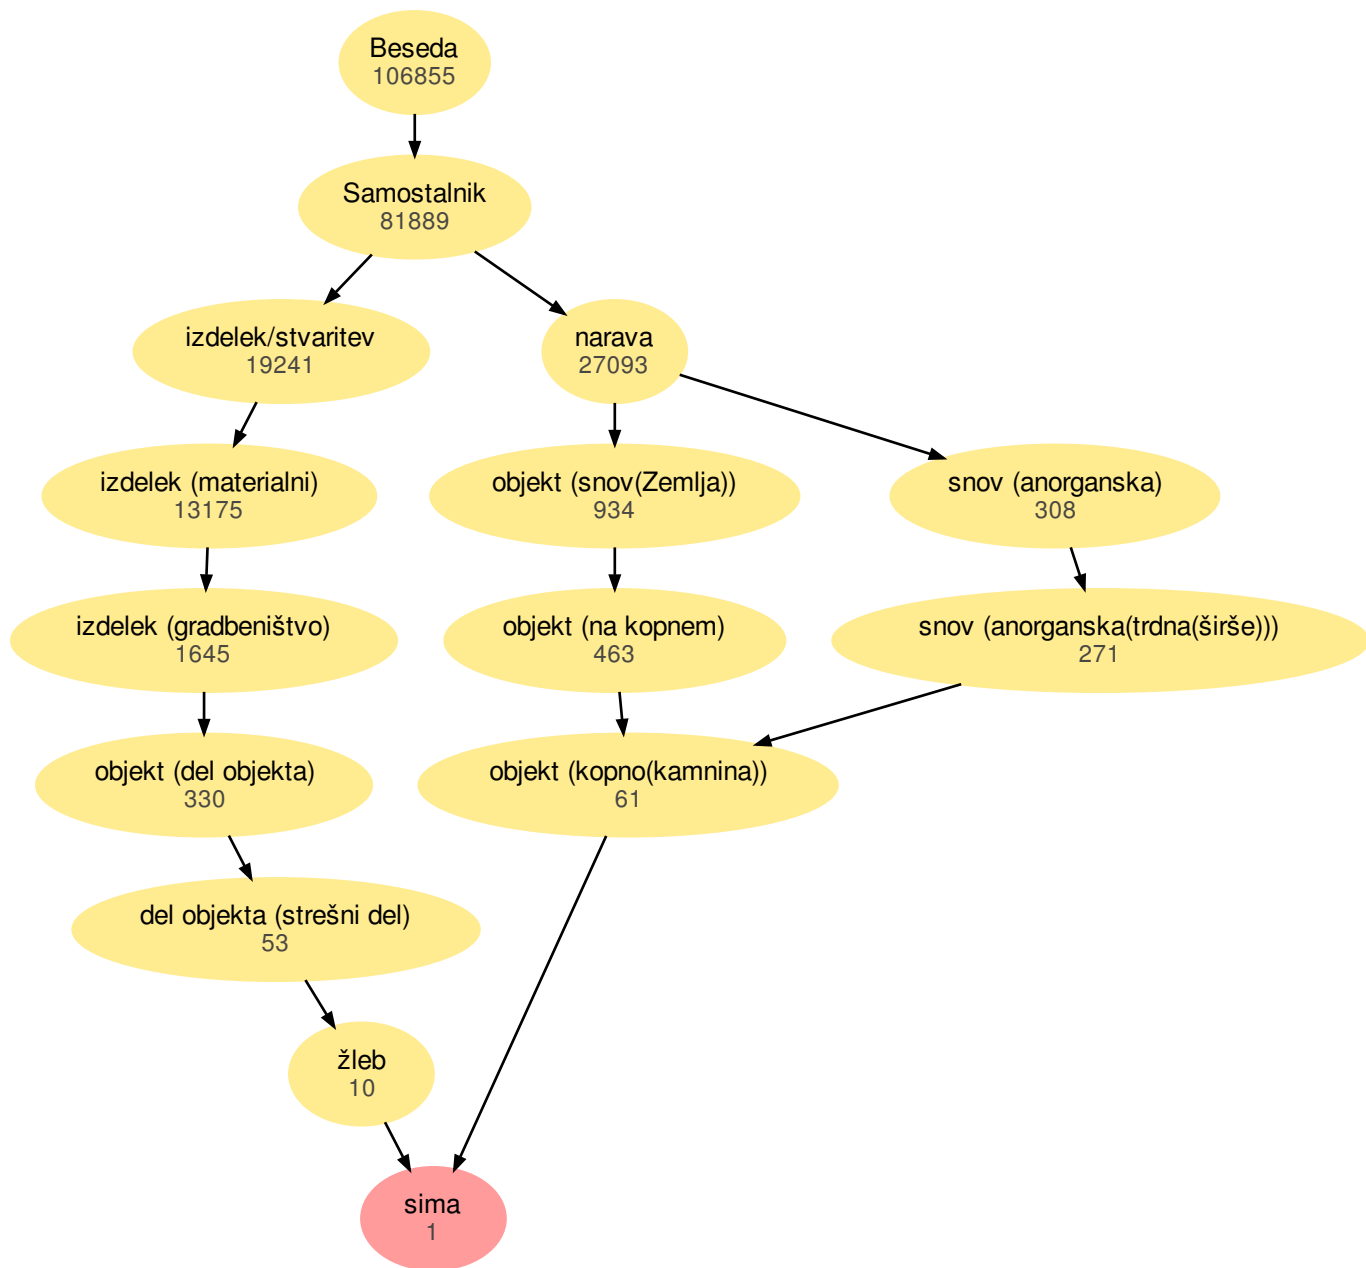 Beseda
106855
Samostalnik
81889
izdelek/stvaritev
19241
narava
27093
izdelek (materialni)
13175
objekt (snov(Zemlja))
934
snov (anorganska)
308
izdelek (gradbeništvo)
1645
objekt (na kopnem)
463
snov (anorganska(trdna(širše)))
271
objekt (del objekta)
330
objekt (kopno(kamnina))
61
del objekta (strešni del)
53
žleb
10
sima
1